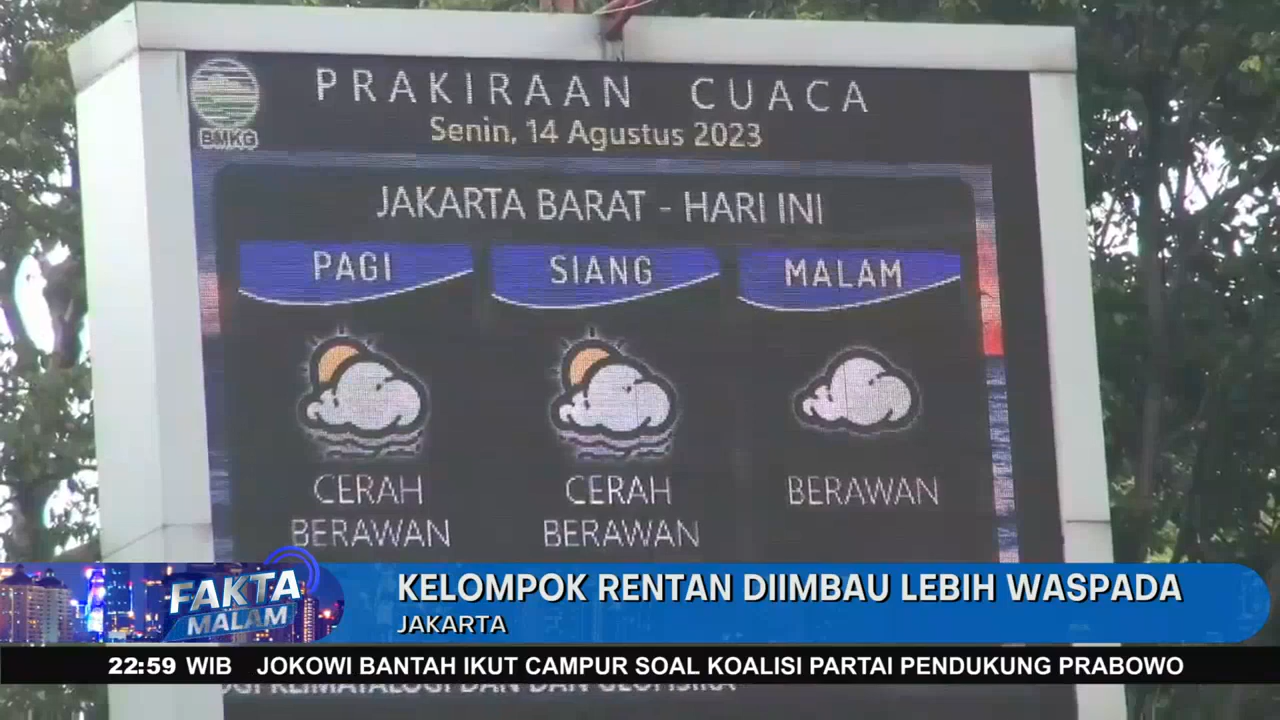 BMKG
PRAKIRAAN CUACA
Senin, 14 Agustus 2023
JAKARTA BARAT - HARI INI
PAGI
SIANG
MALAM
CERAH
BERAWAN
CERAH
BERAWAN
BERAWAN
FAKTA
MALAM
KELOMPOK RENTAN DIIMBAU LEBIH WASPADA
JAKARTA
22:59 WIB JOKOWI BANTAH IKUT CAMPUR SOAL KOALISI PARTAI PENDUKUNG PRABOWO